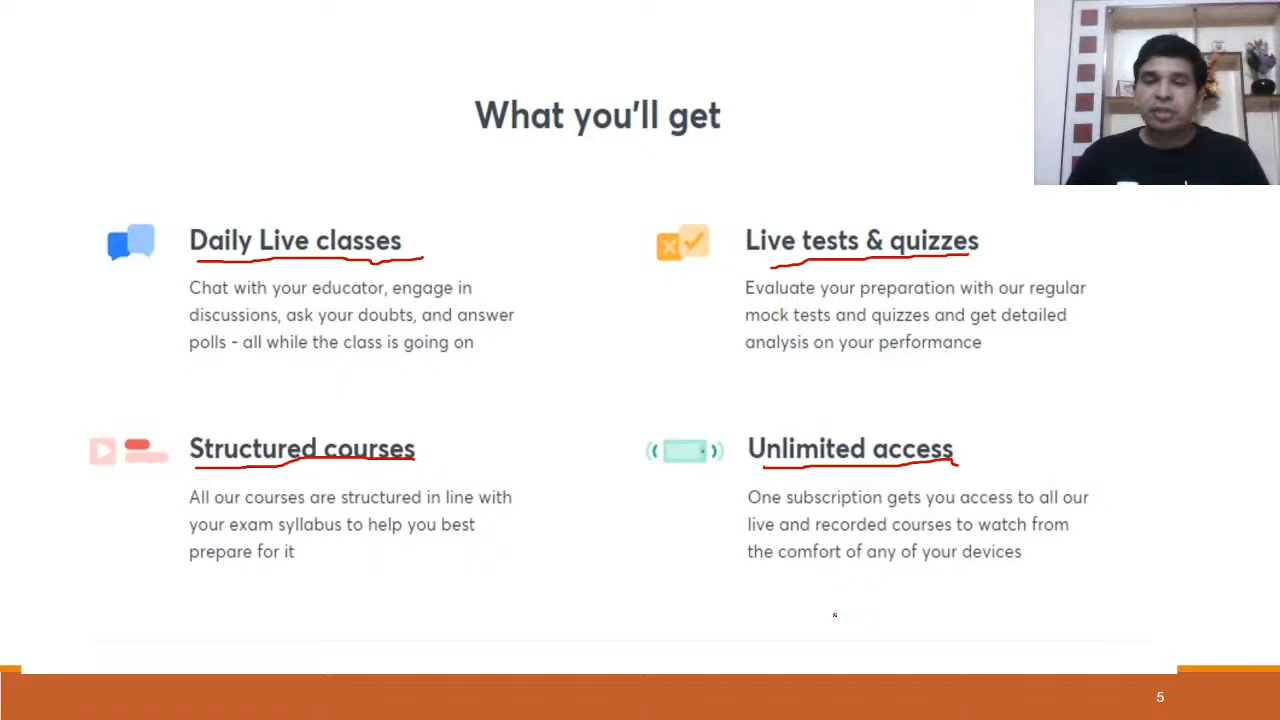 What you'll get
Daily Live classes
Chat with your educator, engage in
discussions, ask your doubts, and answer
polls - all while the class is going on
Live tests & quizzes
Evaluate your preparation with our regular
mock tests and quizzes and get detailed
analysis on your performance
Structured courses
All our courses are structured in line with
your exam syllabus to help you best
prepare for it
Unlimited access
One subscription gets you access to all our
live and recorded courses to watch from
the comfort of any of your devices
5